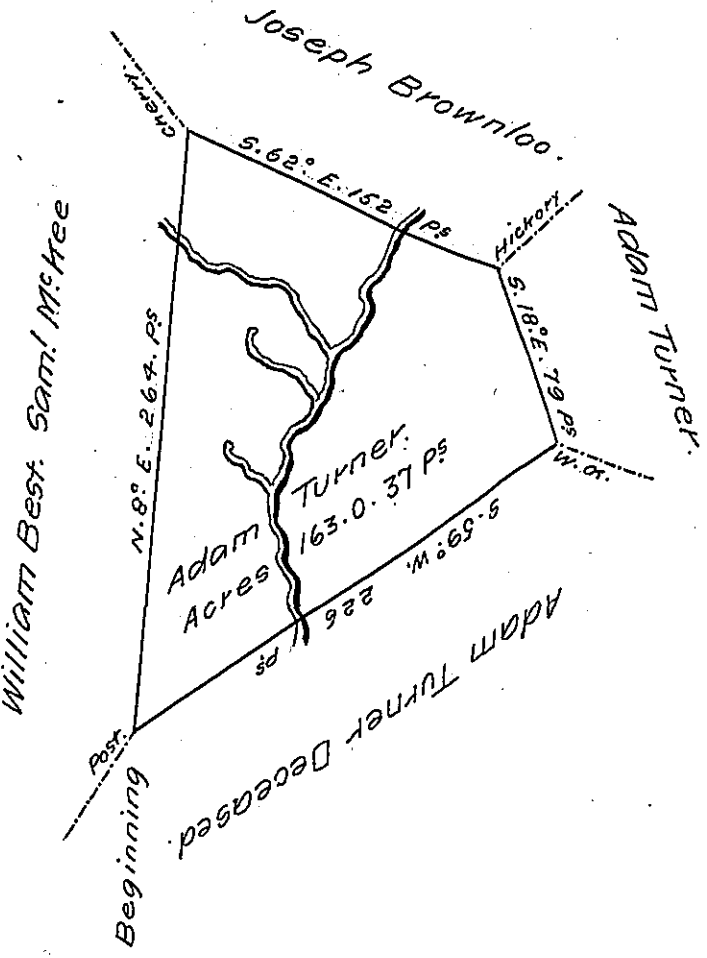 Joseph Brownloo.
Cherry.
S. 62° E. 152 Ps
Hickory
Adam Turner.
S. 18° E. 79 Ps
W. O.
William Best. Sam! McKee
N. 8° E. 264. Ps
Adam Turner.
Acres 163.0.37 Ps
S. 59° W. 226 Ps
Adam Turner Deceased.
Post.
Beginning